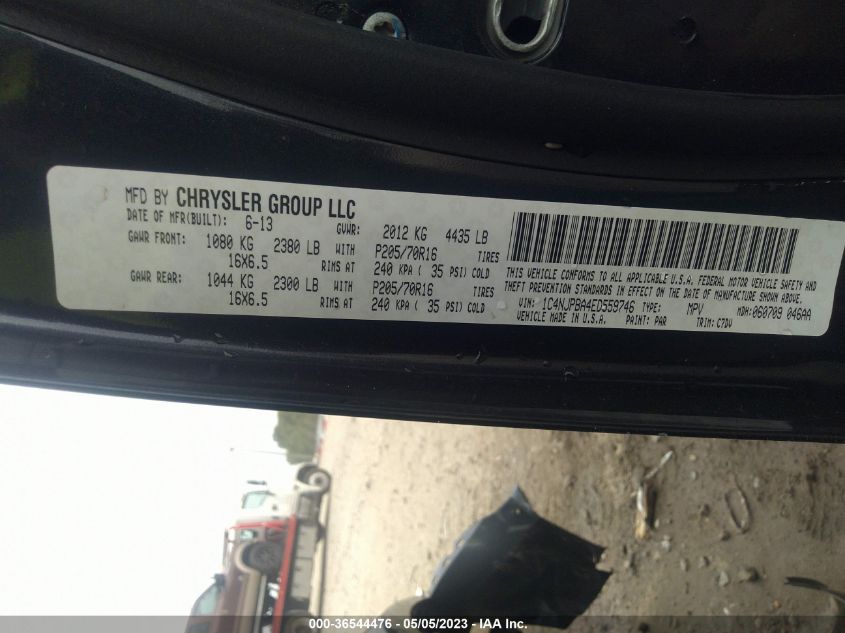 MFD BY CHRYSLER GROUP LLC
DATE OF MFR(BUILT): 6-13 GVWR: 2012 KG 4435 LB
GAWR FRONT: 1080 KG 2380 LB WITH P205/70R16 TIRES
16X6.5 RIMS AT 240 KPA ( 35 PSI) COLD
GAWR REAR: 1044 KG 2300 LB WITH P205/70R16 TIRES
16X6.5 RIMS AT 240 KPA ( 35 PSI) COLD
THIS VEHICLE CONFORMS TO ALL APPLICABLE U.S.A. FEDERAL MOTOR VEHICLE SAFETY AND
THEFT PREVENTION STANDARDS IN EFFECT ON THE DATE OF MANUFACTURE SHOWN ABOVE.
VIN: 1C4NJPBA4ED559746 TYPE: MPV MDH: 060709 046AA
VEHICLE MADE IN U.S.A. PAINT: PAR TRIM: C7DV
000-36544476 - 05/05/2023 - IAA Inc.